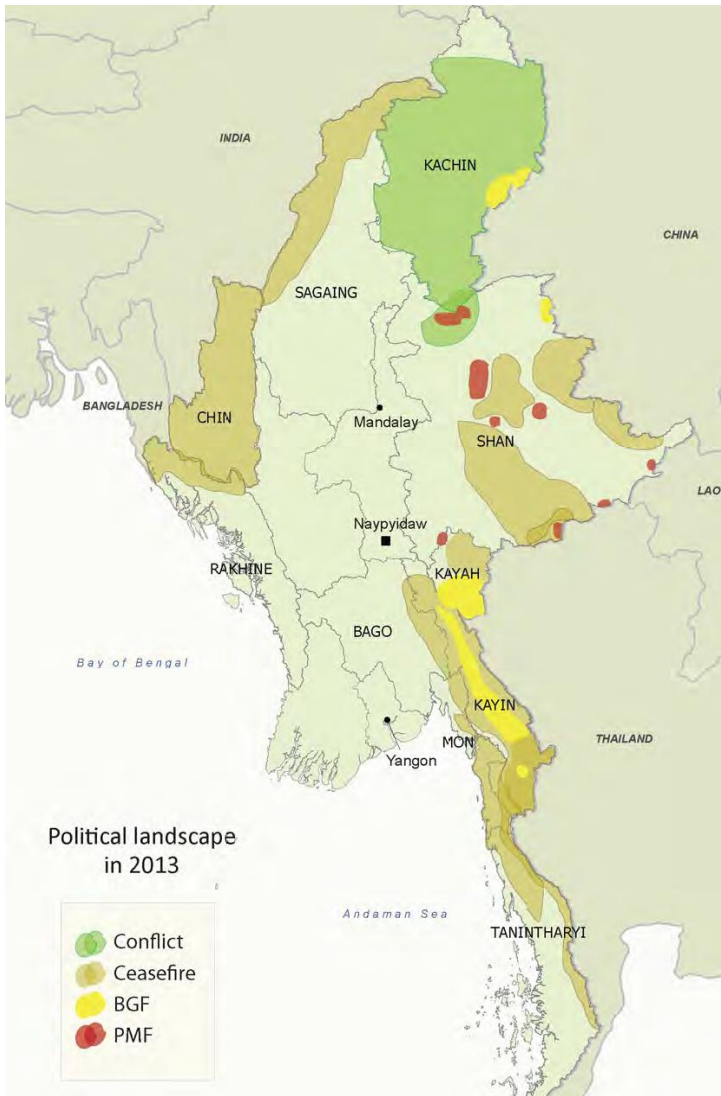 INDIA
KACHIN
CHINA
SAGAING
BANGLADESH
CHIN
Mandalay
SHAN
LAO
Naypyidaw
RAKHINE
KAYAH
BAGO
Bay of Bengal
KAYIN
MON
THAILAND
Yangon
Political landscape
in 2013
Andaman Sea
TANINTHARYI
Conflict
Ceasefire
BGF
PMF